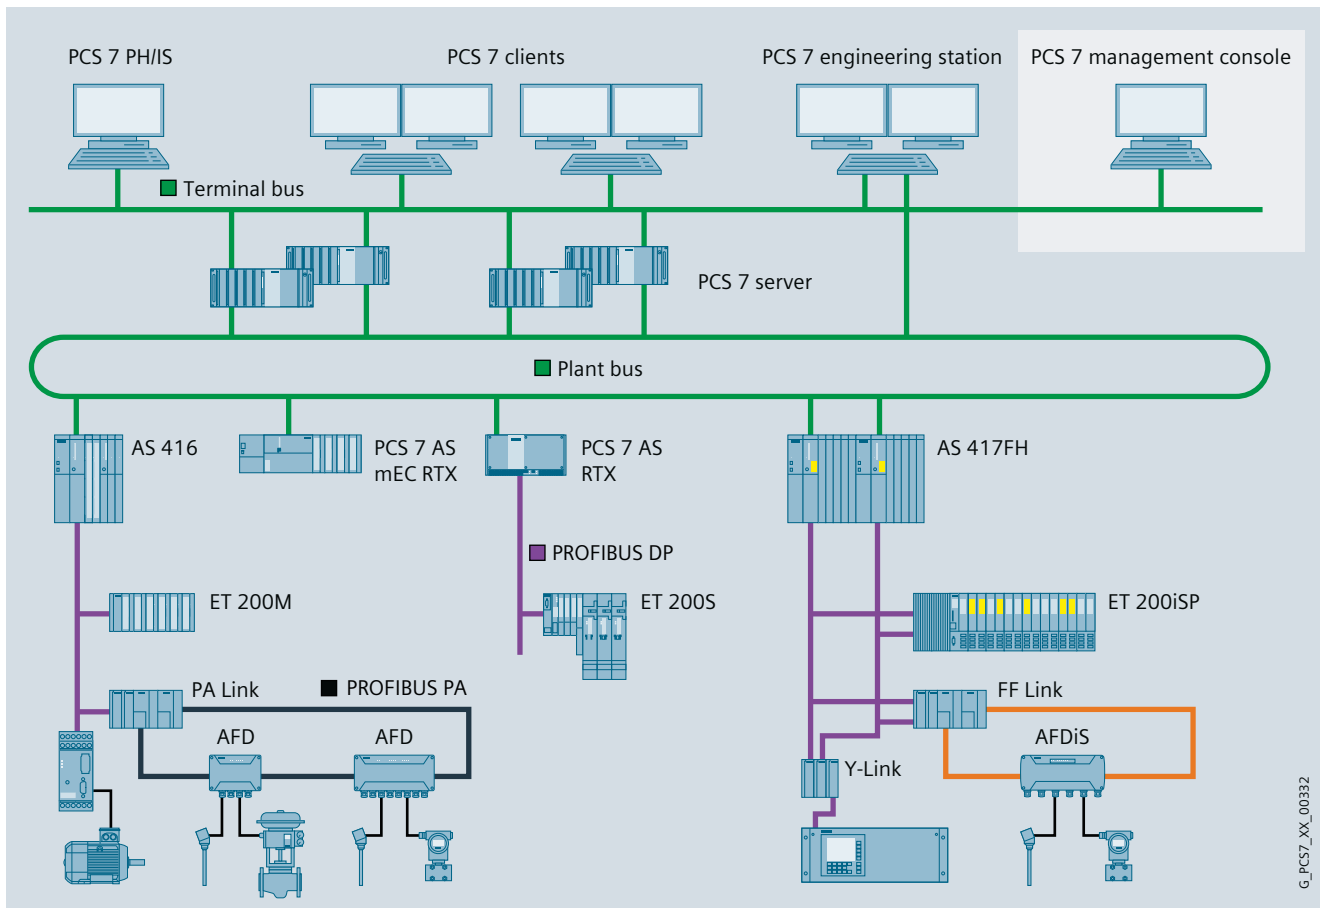 PCS 7 PH/IS
PCS 7 clients
PCS 7 engineering station
PCS 7 management console
Terminal bus
PCS 7 server
Plant bus
AS 416
PCS 7 AS
mEC RTX
PCS 7 AS
RTX
AS 417FH
PROFIBUS DP
ET 200M
ET 200S
ET 200iSP
PA Link
PROFIBUS PA
FF Link
AFD
AFD
AFDiS
Y-Link
G_PCS7_XX_00332